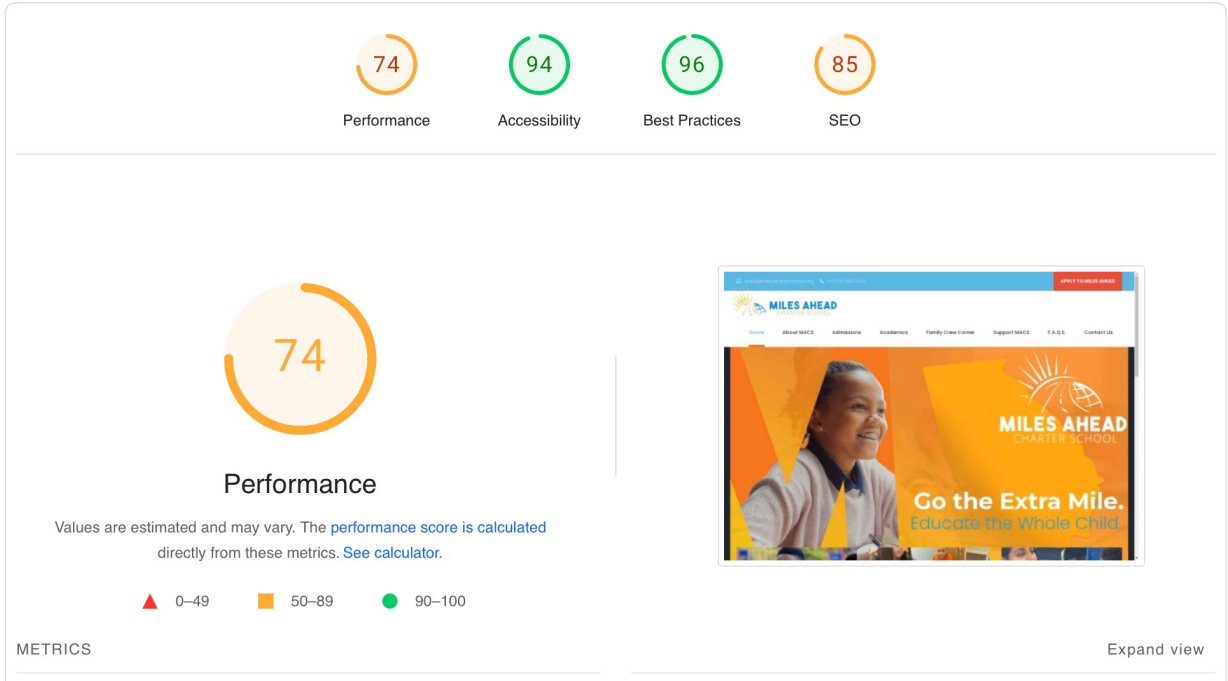 74
94
96
85
Performance
Accessibility
Best Practices
SEO
74
Performance
Values are estimated and may vary. The performance score is calculated
directly from these metrics. See calculator.
0–49
50–89
90–100
APPLY TO MILES AHEAD
MILES AHEAD
CHARTER SCHOOL
Home
About MACS
Admissions
Academics
Family Crew Corner
Support MACS
F.A.Q.S.
Contact Us
MILES AHEAD
CHARTER SCHOOL
Go the Extra Mile.
Educate the Whole Child.
METRICS
Expand view